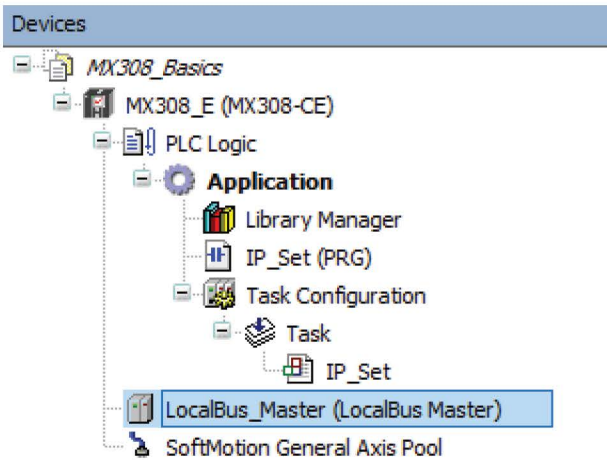 Devices
MX308_Basics
MX308_E (MX308-CE)
PLC Logic
Application
Library Manager
IP_Set (PRG)
Task Configuration
Task
IP_Set
LocalBus_Master (LocalBus Master)
SoftMotion General Axis Pool